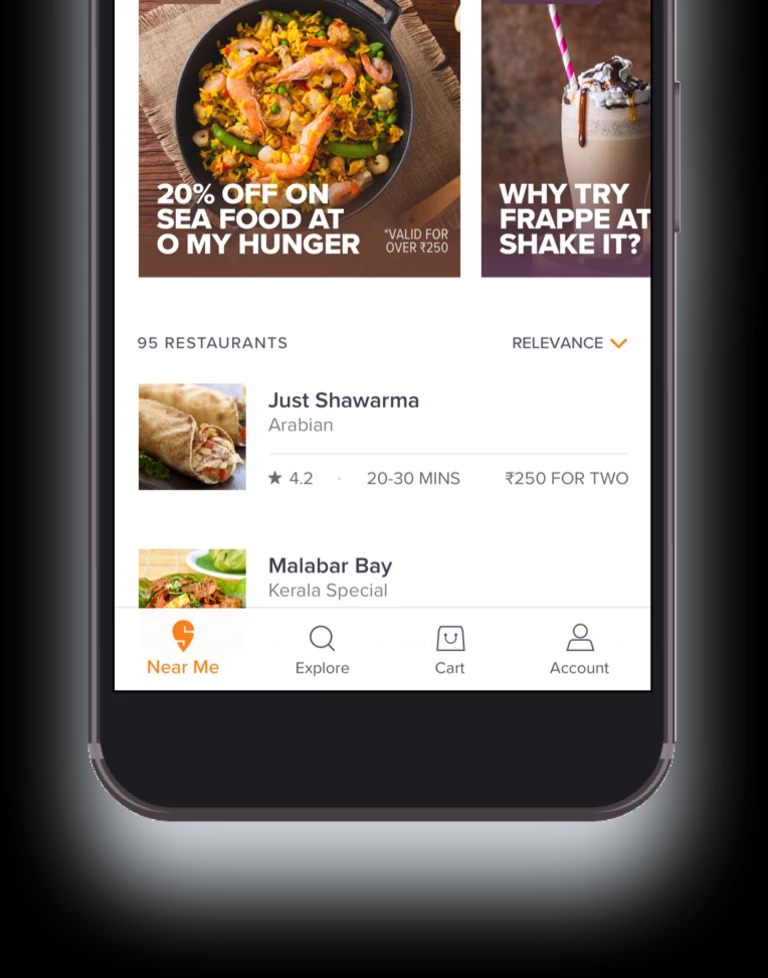 20% OFF ON
SEA FOOD AT
O MY HUNGER
*VALID FOR
OVER ₹250
WHY TRY
FRAPPE AT
SHAKE IT?
95 RESTAURANTS
RELEVANCE
Just Shawarma
Arabian
★ 4.2 · 20-30 MINS ₹250 FOR TWO
Malabar Bay
Kerala Special
Near Me
Explore
Cart
Account